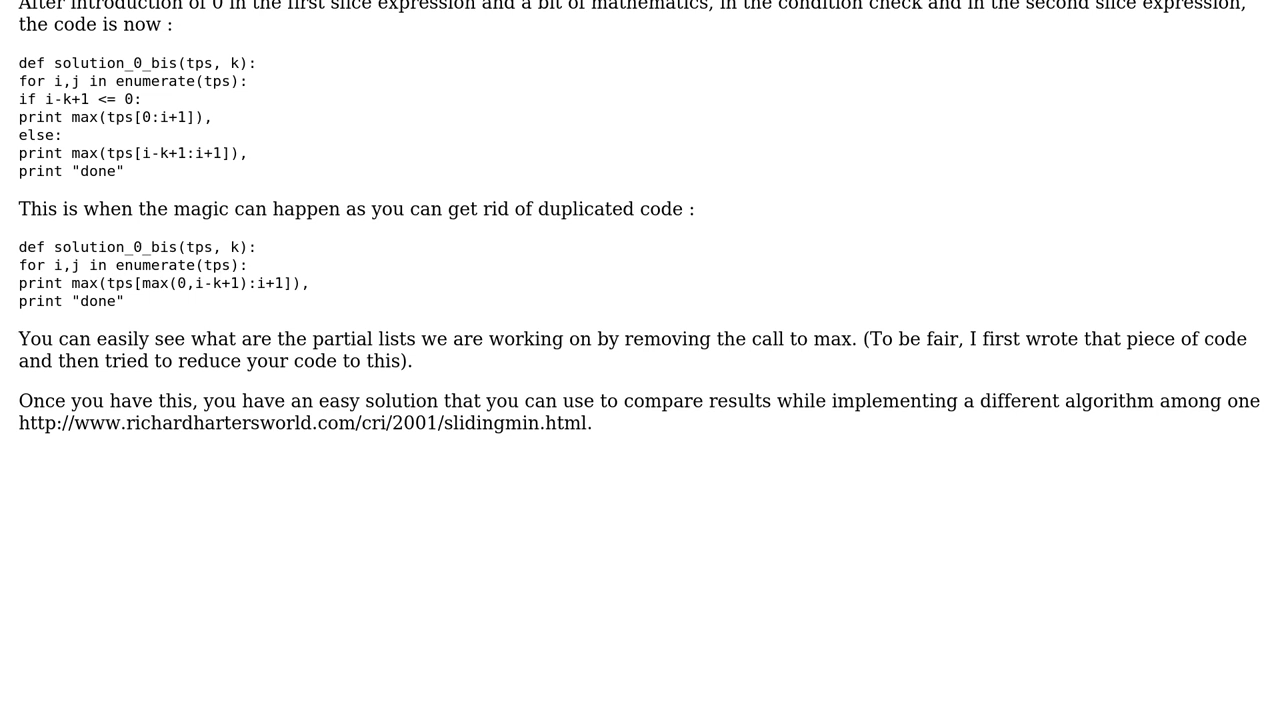 After introduction of 0 in the first slice expression and a bit of mathematics, in the condition check and in the second slice expression,
the code is now :
def solution_0_bis(tps, k):
for i,j in enumerate(tps):
if i-k+1 <= 0:
print max(tps[0:i+1]),
else:
print max(tps[i-k+1:i+1]),
print "done"
This is when the magic can happen as you can get rid of duplicated code :
def solution_0_bis(tps, k):
for i,j in enumerate(tps):
print max(tps[max(0,i-k+1):i+1]),
print "done"
You can easily see what are the partial lists we are working on by removing the call to max. (To be fair, I first wrote that piece of code
and then tried to reduce your code to this).
Once you have this, you have an easy solution that you can use to compare results while implementing a different algorithm among one
http://www.richardhartersworld.com/cri/2001/slidingmin.html.